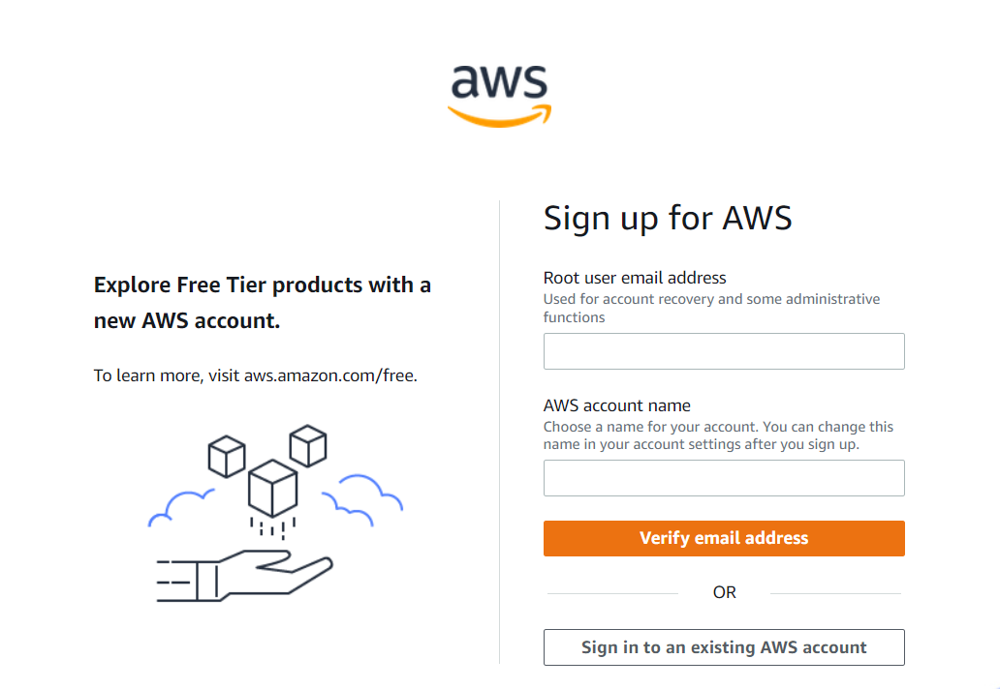 aws
Explore Free Tier products with a
new AWS account.
To learn more, visit aws.amazon.com/free.
Sign up for AWS
Root user email address
Used for account recovery and some administrative
functions
AWS account name
Choose a name for your account. You can change this
name in your account settings after you sign up.
Verify email address
OR
Sign in to an existing AWS account